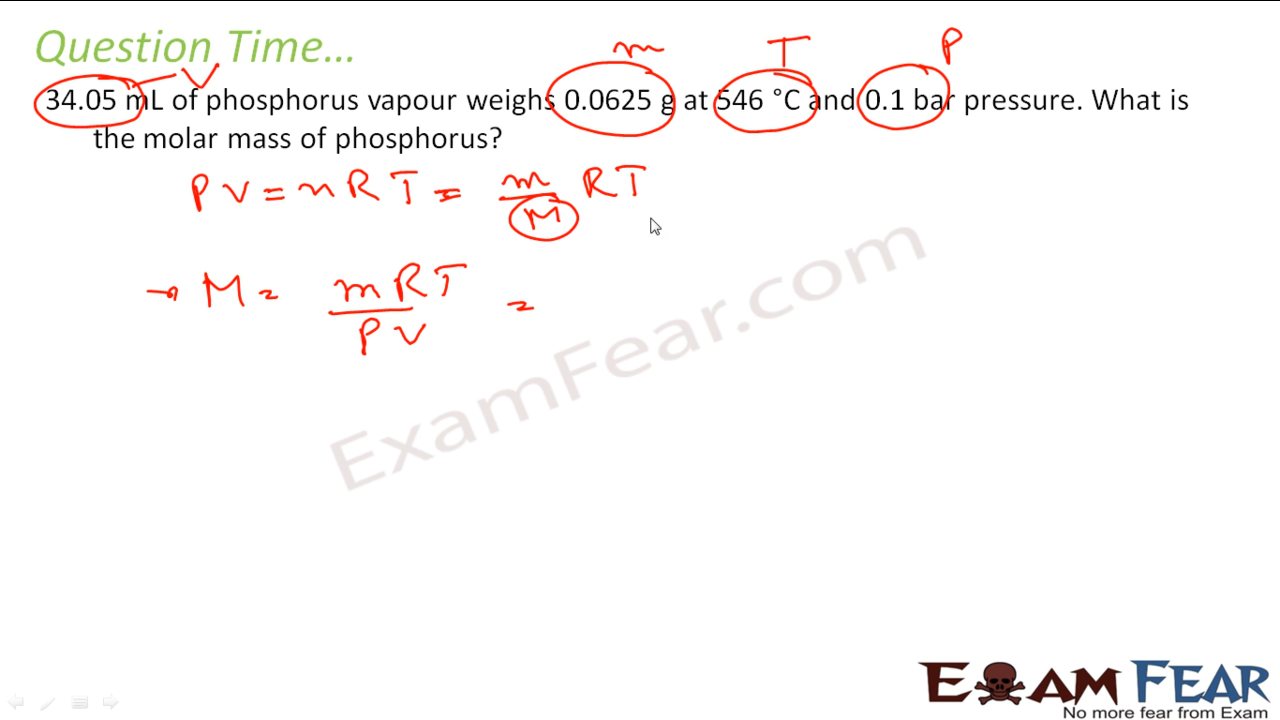 Question Time...
m T P
V
34.05 mL of phosphorus vapour weighs 0.0625 g at 546 °C and 0.1 bar pressure. What is
the molar mass of phosphorus?
PV = nRT = m/M RT
→ M = mRT/PV =
ExamFear.com
EXAM FEAR
No more fear from Exam